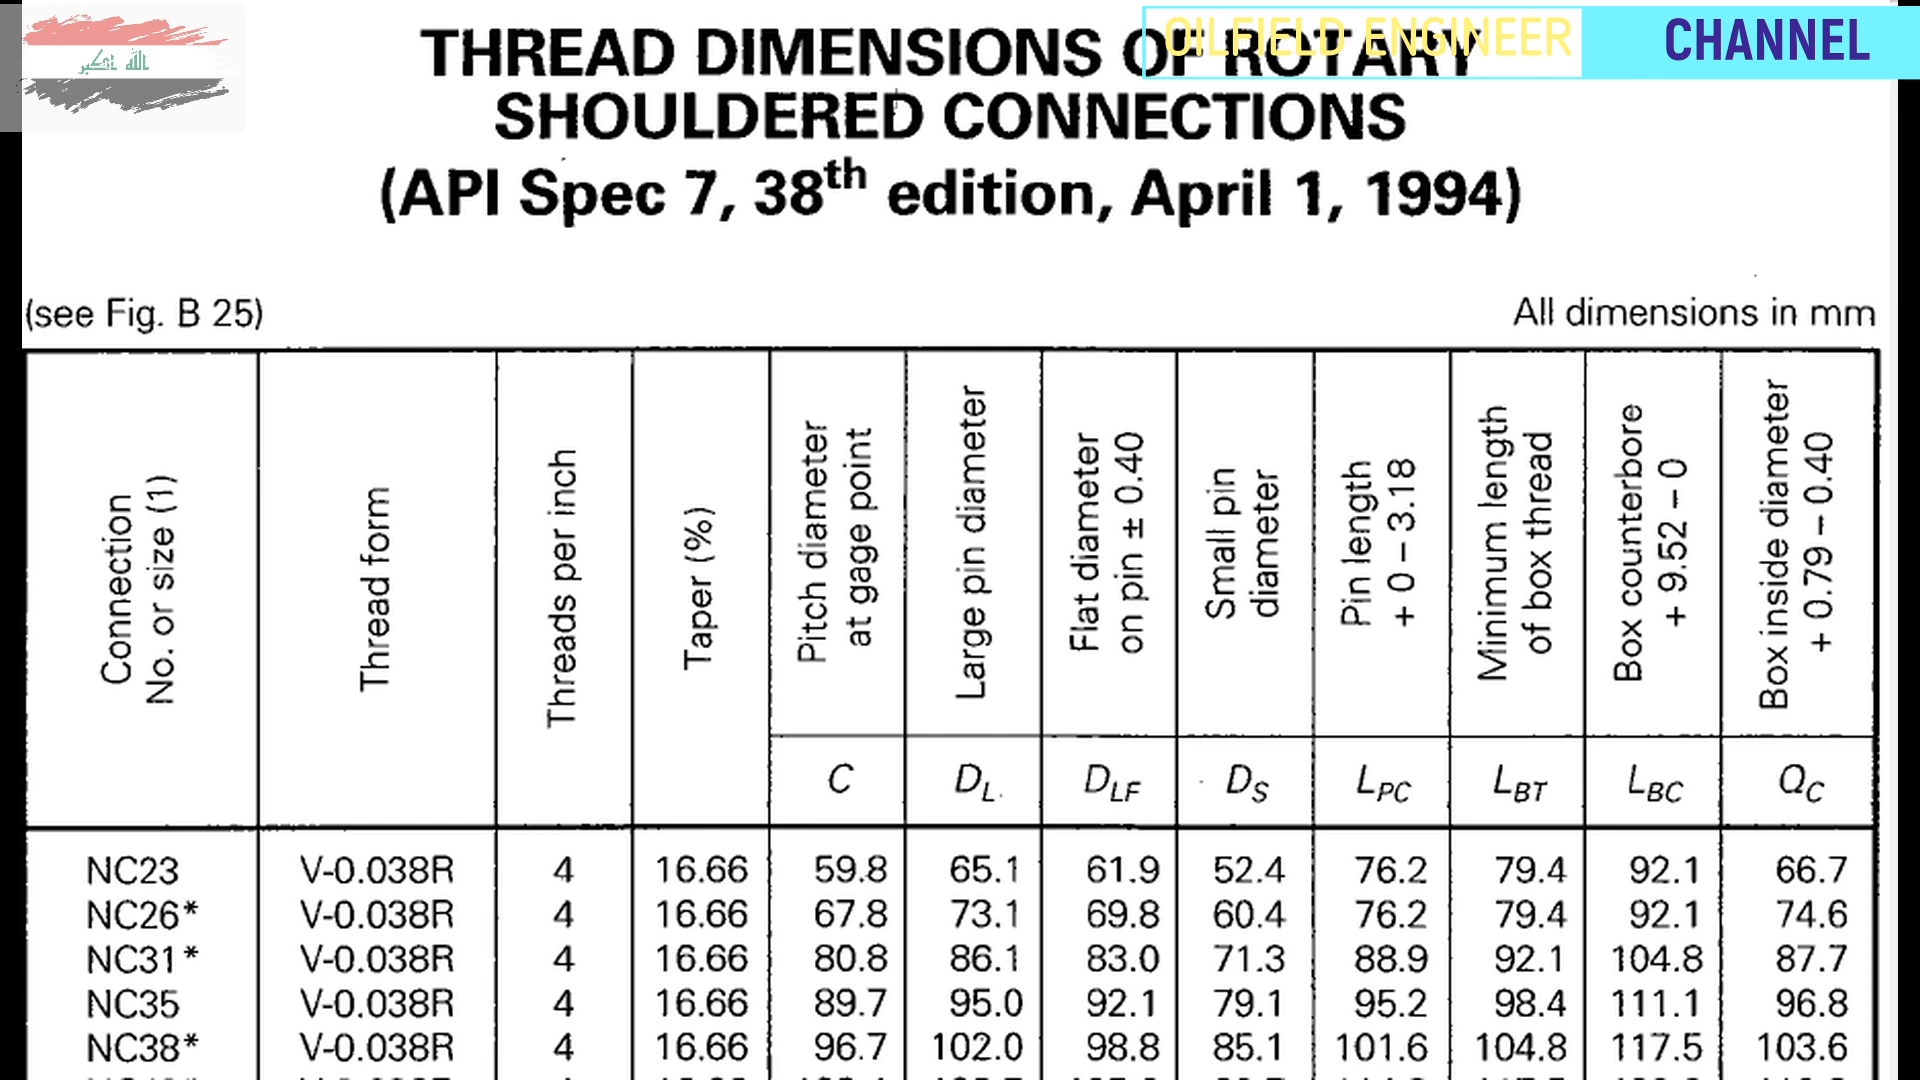 OILFIELD ENGINEER CHANNEL
الله اكبر
THREAD DIMENSIONS OF ROTARY
SHOULDERED CONNECTIONS
(API Spec 7, 38th edition, April 1, 1994)
(see Fig. B 25) All dimensions in mm
Connection
No. or size (1)
Thread form
Threads per inch
Taper (%)
Pitch diameter
at gage point
Large pin diameter
Flat diameter
on pin ± 0.40
Small pin
diameter
Pin length
+ 0 – 3.18
Minimum length
of box thread
Box counterbore
+ 9.52 – 0
Box inside diameter
+ 0.79 – 0.40
C DL DLF DS LPC LBT LBC QC
NC23 V-0.038R 4 16.66 59.8 65.1 61.9 52.4 76.2 79.4 92.1 66.7
NC26* V-0.038R 4 16.66 67.8 73.1 69.8 60.4 76.2 79.4 92.1 74.6
NC31* V-0.038R 4 16.66 80.8 86.1 83.0 71.3 88.9 92.1 104.8 87.7
NC35 V-0.038R 4 16.66 89.7 95.0 92.1 79.1 95.2 98.4 111.1 96.8
NC38* V-0.038R 4 16.66 96.7 102.0 98.8 85.1 101.6 104.8 117.5 103.6